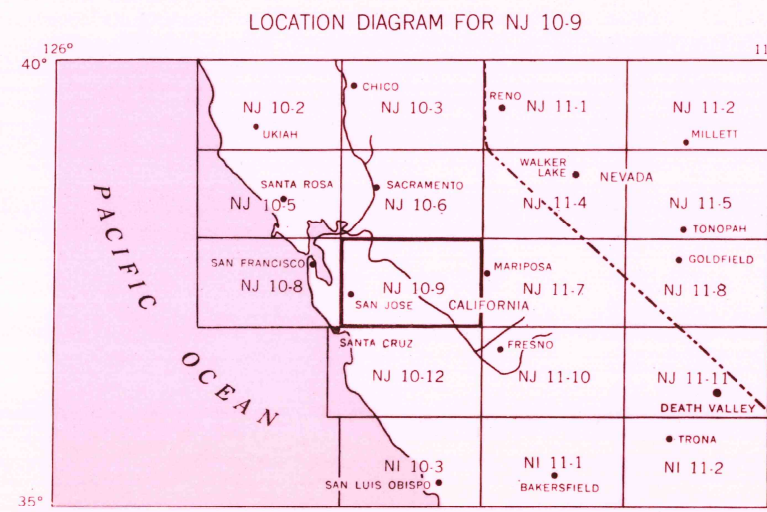 LOCATION DIAGRAM FOR NJ 10-9
126°
11
40°
CHICO
NJ 10-2
NJ 10-3
RENO
NJ 11-1
NJ 11-2
UKIAH
MILLETT
WALKER
LAKE
NEVADA
SANTA ROSA
SACRAMENTO
NJ 10-5
NJ 10-6
NJ 11-4
NJ 11-5
TONOPAH
PACIFIC
OCEAN
SAN FRANCISCO
MARIPOSA
GOLDFIELD
NJ 10-8
NJ 10-9
NJ 11-7
NJ 11-8
SAN JOSE
CALIFORNIA
SANTA CRUZ
FRESNO
NJ 10-12
NJ 11-10
NJ 11-11
DEATH VALLEY
TRONA
NI 10-3
NI 11-1
NI 11-2
SAN LUIS OBISPO
BAKERSFIELD
35°